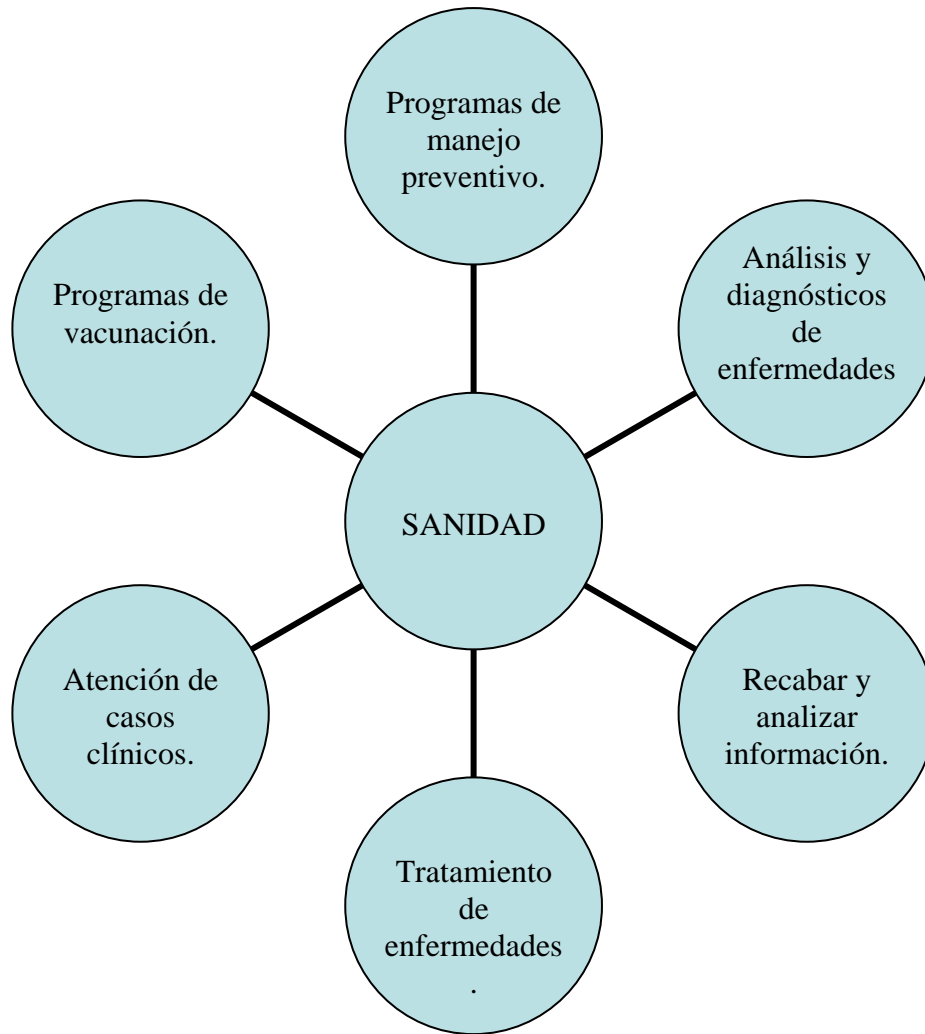 Programas de
manejo
preventivo.
Análisis y
diagnósticos
de
enfermedades
Programas de
vacunación.
SANIDAD
Atención de
casos
clínicos.
Recabar y
analizar
información.
Tratamiento
de
enfermedades
.